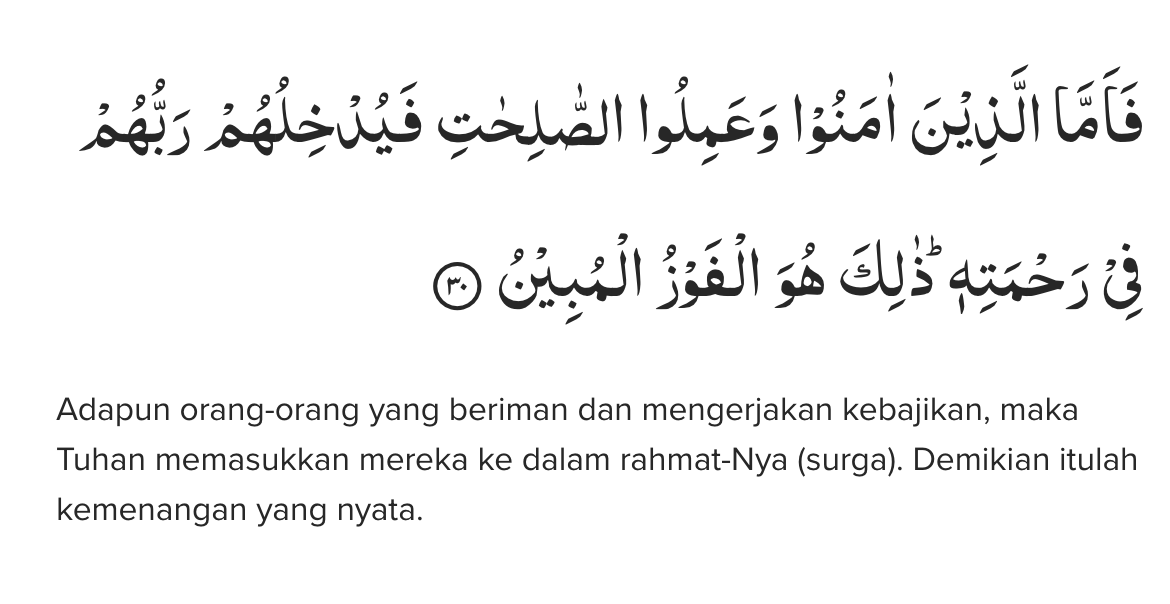 فَاَمَّا الَّذِيْنَ اٰمَنُوْا وَعَمِلُوا الصّٰلِحٰتِ فَيُدْخِلُهُمْ رَبُّهُمْ
فِيْ رَحْمَتِهٖۗ ذٰلِكَ هُوَ الْفَوْزُ الْمُبِيْنُ ٣٠
Adapun orang-orang yang beriman dan mengerjakan kebajikan, maka
Tuhan memasukkan mereka ke dalam rahmat-Nya (surga). Demikian itulah
kemenangan yang nyata.